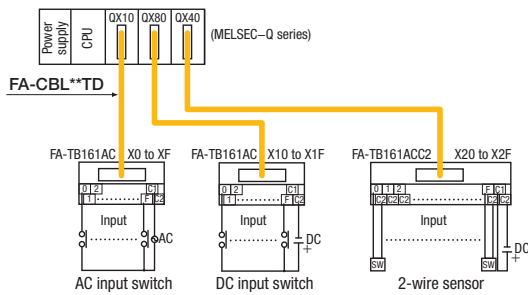 Power supply
CPU
QX10 QX80 QX40
(MELSEC–Q series)
FA-CBL**TD
FA-TB161AC X0 to XF
0 2 C1
1 F C2
Input
AC
AC input switch
FA-TB161AC X10 to X1F
0 2 C1
1 F C2
Input
DC
+
DC input switch
FA-TB161ACC2 X20 to X2F
0 1 2 F C1
C2 C2 C2 C2 C2
Input
DC
+
SW SW
2-wire sensor